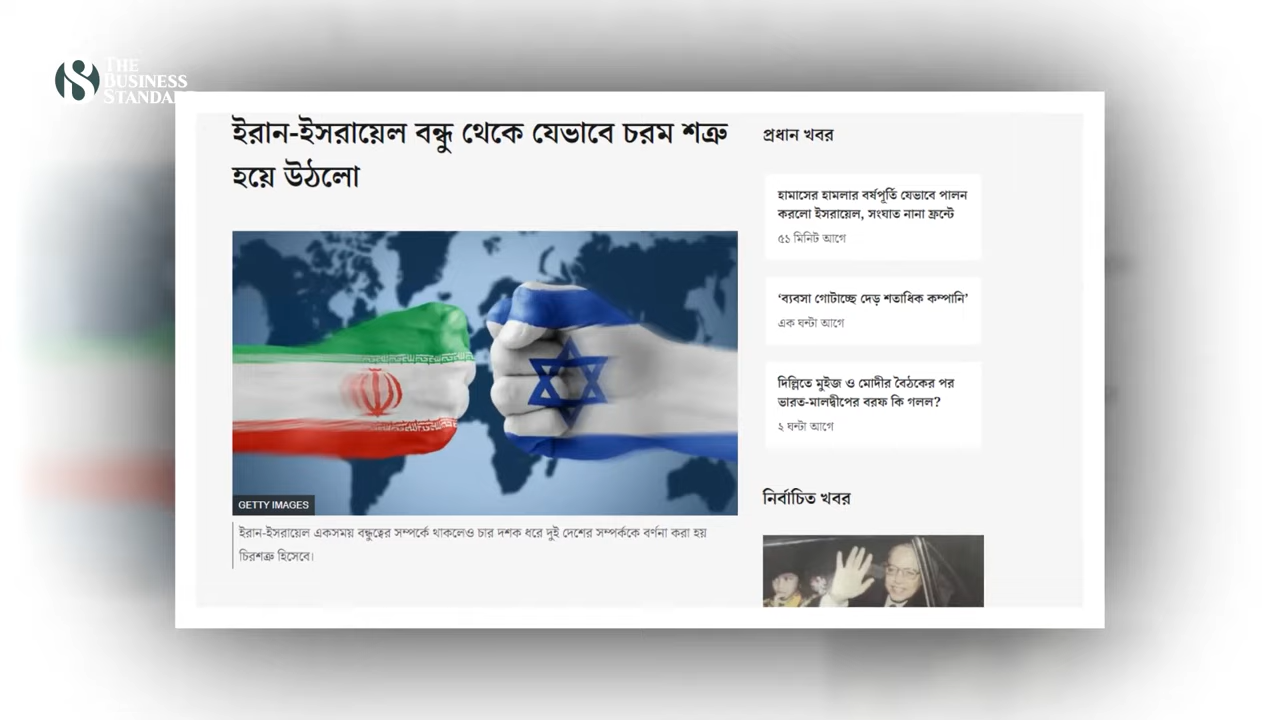 THE
BUSINESS
STANDA
ইরান-ইসরায়েল বন্ধু থেকে যেভাবে চরম শত্রু
হয়ে উঠলো
GETTY IMAGES
ইরান-ইসরায়েল একসময় বন্ধুত্বের সম্পর্কে থাকলেও চার দশক ধরে দুই দেশের সম্পর্ককে বর্ণনা করা হয়
চিরশত্রু হিসেবে।
প্রধান খবর
হামাসের হামলার বর্ষপূর্তি যেভাবে পালন
করলো ইসরায়েল, সংঘাত নানা ফ্রন্টে
৫১ মিনিট আগে
‘ব্যবসা গোটাচ্ছে দেড় শতাধিক কম্পানি’
এক ঘন্টা আগে
দিল্লিতে মুইজ ও মোদীর বৈঠকের পর
ভারত-মালদ্বীপের বরফ কি গলল?
২ ঘন্টা আগে
নির্বাচিত খবর